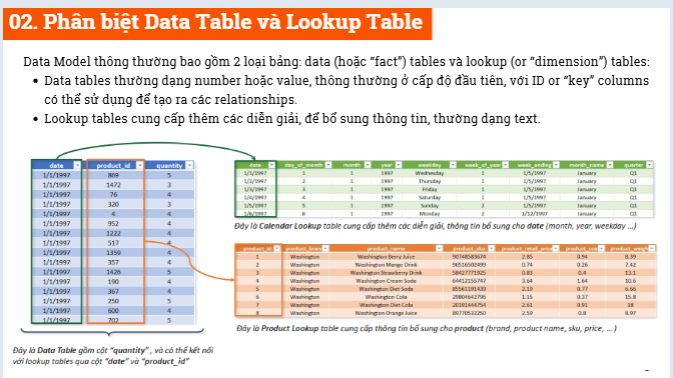 02. Phân biệt Data Table và Lookup Table
Data Model thông thường bao gồm 2 loại bảng: data (hoặc “fact”) tables và lookup (or “dimension”) tables:
• Data tables thường dạng number hoặc value, thông thường ở cấp độ đầu tiên, với ID or “key” columns
có thể sử dụng để tạo ra các relationships.
• Lookup tables cung cấp thêm các diễn giải, để bổ sung thông tin, thường dạng text.
date product_id quantity
1/1/1997 869 5
1/1/1997 1472 3
1/1/1997 76 4
1/1/1997 320 3
1/1/1997 4 4
1/1/1997 952 4
1/1/1997 1222 4
1/1/1997 517 4
1/1/1997 1359 4
1/1/1997 357 4
1/1/1997 1426 5
1/1/1997 190 4
1/1/1997 367 4
1/1/1997 250 5
1/1/1997 600 4
1/1/1997 702 5
date day_of_month month year weekday week_of_year week_ending month_name quarter
1/1/1997 1 1 1997 Wednesday 1 1/5/1997 January Q1
1/2/1997 2 1 1997 Thursday 1 1/5/1997 January Q1
1/3/1997 3 1 1997 Friday 1 1/5/1997 January Q1
1/4/1997 4 1 1997 Saturday 1 1/5/1997 January Q1
1/5/1997 5 1 1997 Sunday 2 1/5/1997 January Q1
1/6/1997 6 1 1997 Monday 2 1/12/1997 January Q1
Đây là Calendar Lookup table cung cấp thêm các diễn giải, thông tin bổ sung cho date (month, year, weekday ...)
product_id product_brand product_name product_sku product_retail_price product_cost product_weight
1 Washington Washington Berry Juice 90748583674 2.85 0.94 8.39
2 Washington Washington Mango Drink 96516502499 0.74 0.26 7.42
3 Washington Washington Strawberry Drink 58427771925 0.83 0.4 13.1
4 Washington Washington Cream Soda 64412155747 3.64 1.64 10.6
5 Washington Washington Diet Soda 85561191439 2.19 0.77 6.66
6 Washington Washington Cola 29804642796 1.15 0.37 15.8
7 Washington Washington Diet Cola 20191444754 2.61 0.91 18
8 Washington Washington Orange Juice 89770532250 2.59 0.8 8.97
Đây là Product Lookup table cung cấp thông tin bổ sung cho product (brand, product name, sku, price, ...)
Đây là Data Table gồm cột “quantity” , và có thể kết nối
với lookup tables qua cột “date” và “product_id”